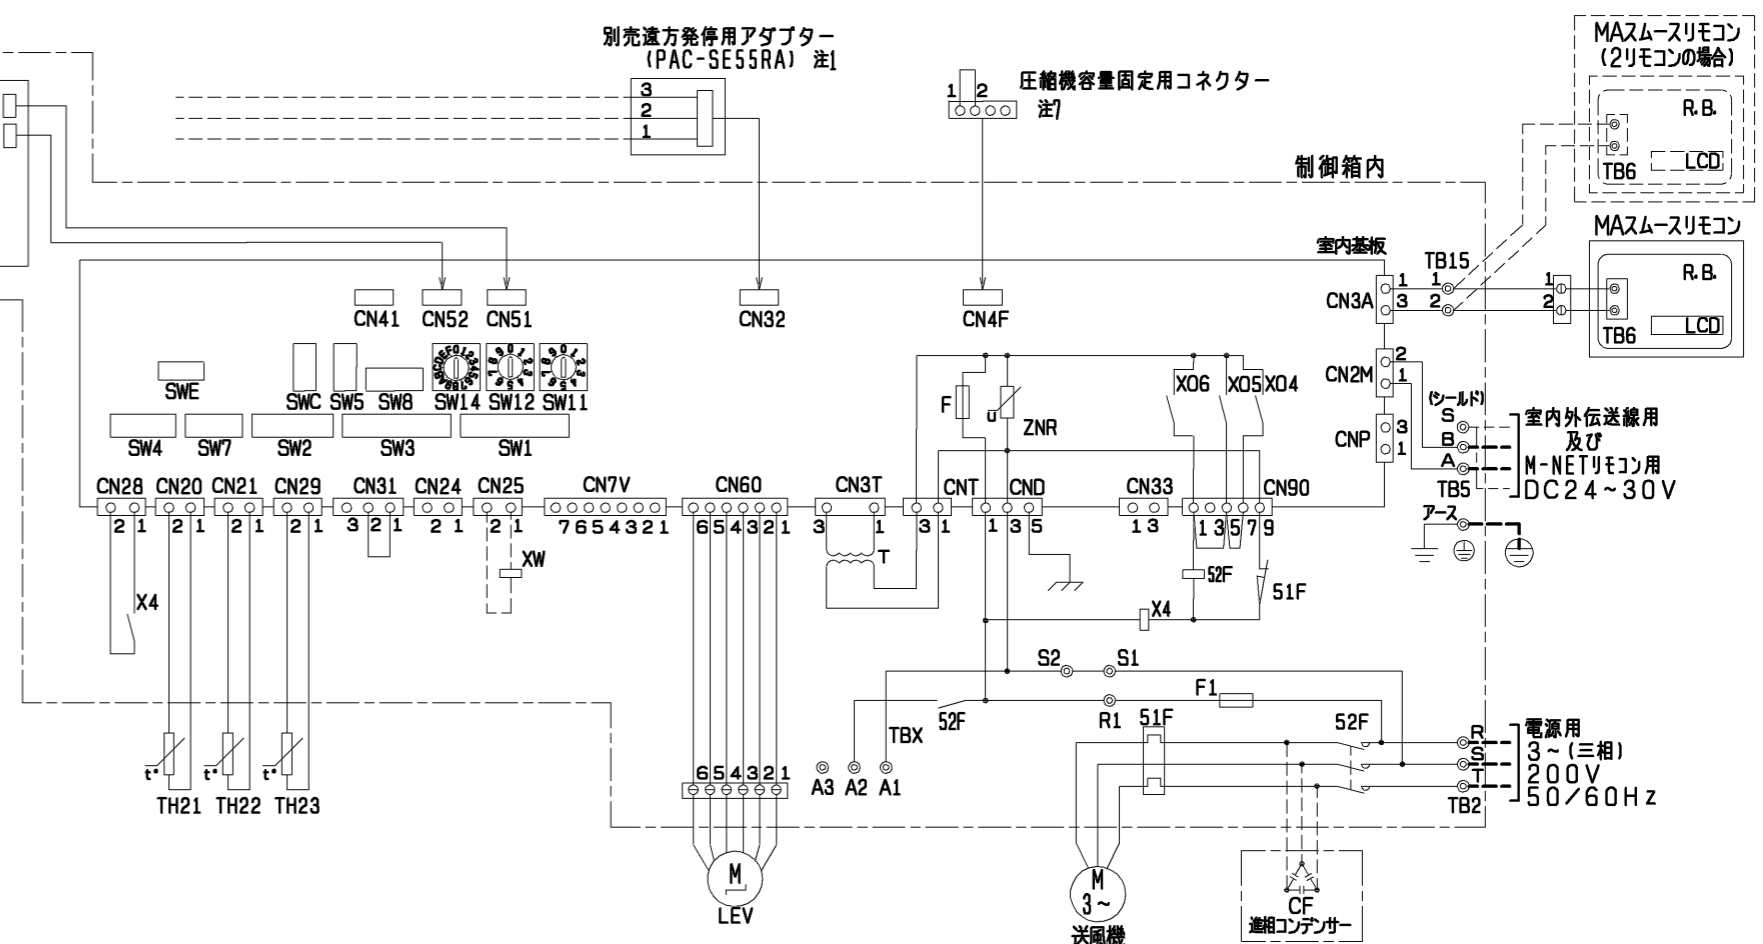 別売遠方発停用アダプター
(PAC-SE55RA) 注1
3
2
1
1 2
圧縮機容量固定用コネクター
注7
制御箱内
MAスムースリモコン
(2リモコンの場合)
R.B.
LCD
TB6
MAスムースリモコン
R.B.
LCD
TB6
室内基板
TB15
CN3A
1 1 1
3 2 2
CN41
CN52
CN51
CN32
CN4F
CN2M
2
1
CNP
3
1
SWE
SWC
SW5
SW8
SW14
0123456789ABCDEF
SW12
0123456789
SW11
0123456789
SW4
SW7
SW2
SW3
SW1
F
u
ZNR
X06
X05
X04
(シールド)
S
B
A
TB5
室内外伝送線用
及び
M-NETリモコン用
DC24~30V
アース
CN28
CN20
CN21
CN29
CN31
CN24
CN25
CN7V
CN60
CN3T
CNT
CND
CN33
CN90
2 1
2 1
2 1
2 1
3 2 1
2 1
2 1
7 6 5 4 3 2 1
6 5 4 3 2 1
3 1
3 1
1 3 5
1 3
1 3 5 7 9
X4
XW
T
52F
51F
X4
S2
S1
F1
R1
52F
TBX
51F
52F
A3
A2
A1
t°
t°
t°
TH21
TH22
TH23
6 5 4 3 2 1
M
LEV
M
3~
送風機
R
S
T
TB2
電源用
3~(三相)
200V
50/60Hz
CF
進相コンデンサー